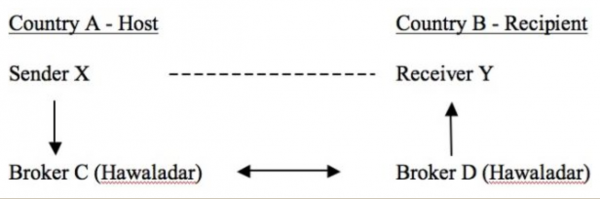 Country A - Host Country B - Recipient
Sender X Receiver Y
Broker C (Hawaladar) Broker D (Hawaladar)